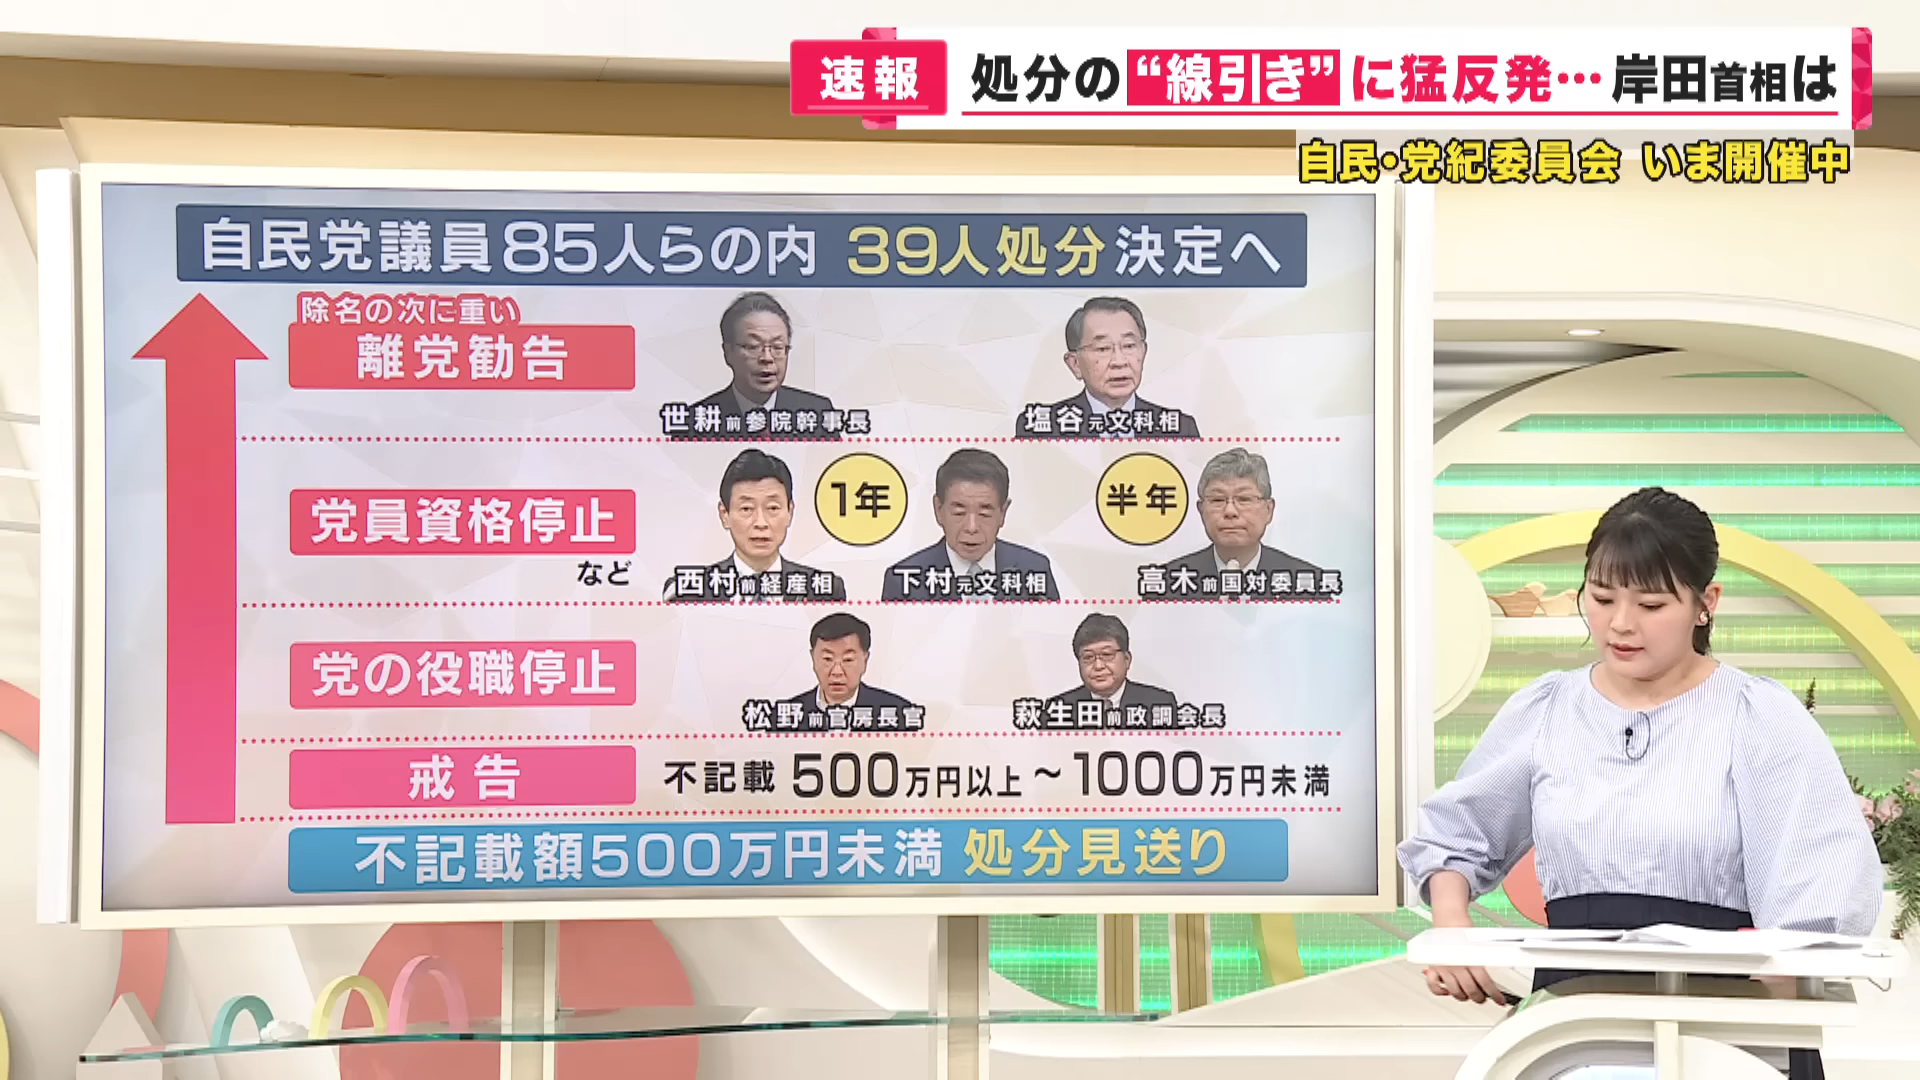 速報 処分の“線引き”に猛反発…岸田首相は
自民・党紀委員会 いま開催中
自民党議員85人らの内 39人処分決定へ
除名の次に重い
離党勧告
世耕前参院幹事長
塩谷元文科相
党員資格停止
など
1年
半年
西村前経産相
下村元文科相
高木前国対委員長
党の役職停止
松野前官房長官
萩生田前政調会長
戒告
不記載 500万円以上~1000万円未満
不記載額500万円未満 処分見送り